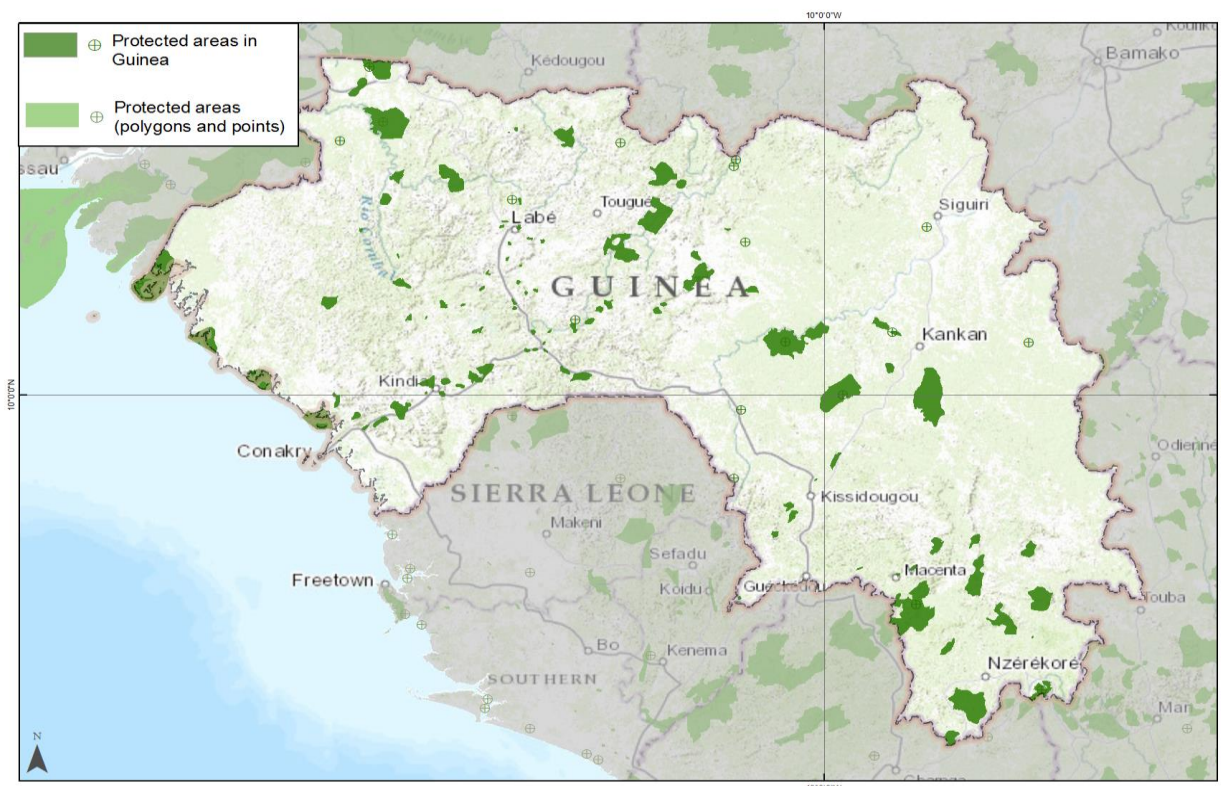 10°0'0"W
Protected areas in
Guinea
Protected areas
(polygons and points)
Kédougou
Bamako
ssau
Siguiri
Tougué
Labé
GUINEA
Kankan
Kindia
10°0'0"N
Conakry
Odienné
SIERRA LEONE
Kissidougou
Makeni
Sefadu
Macenta
Freetown
Koidu
Guéckédou
Touba
Bo
Kenema
Nzérékoré
SOUTHERN
Man
N